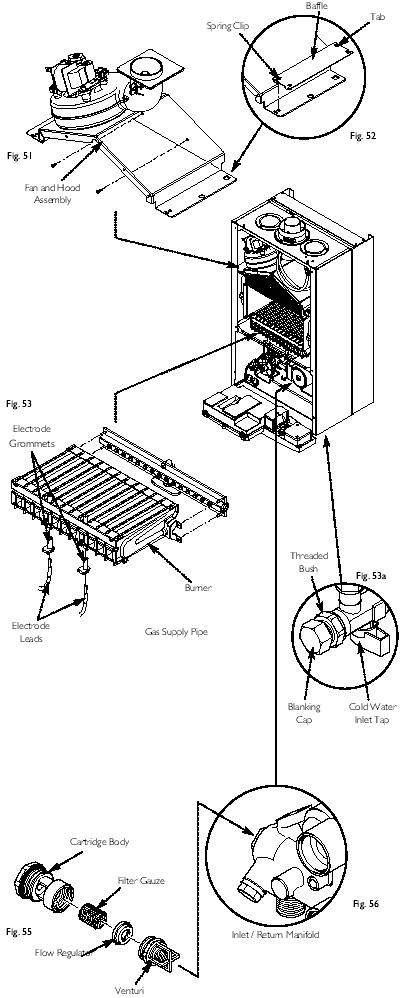 Baffle
Tab
Spring Clip
Fig. 52
Fig. 51
Fan and Hood
Assembly
Fig. 53
Electrode
Grommets
Burner
Electrode
Leads
Gas Supply Pipe
Threaded
Bush
Fig. 53a
Blanking
Cap
Cold Water
Inlet Tap
Cartridge Body
Filter Gauze
Fig. 56
Fig. 55
Flow Regulator
Inlet / Return Manifold
Venturi